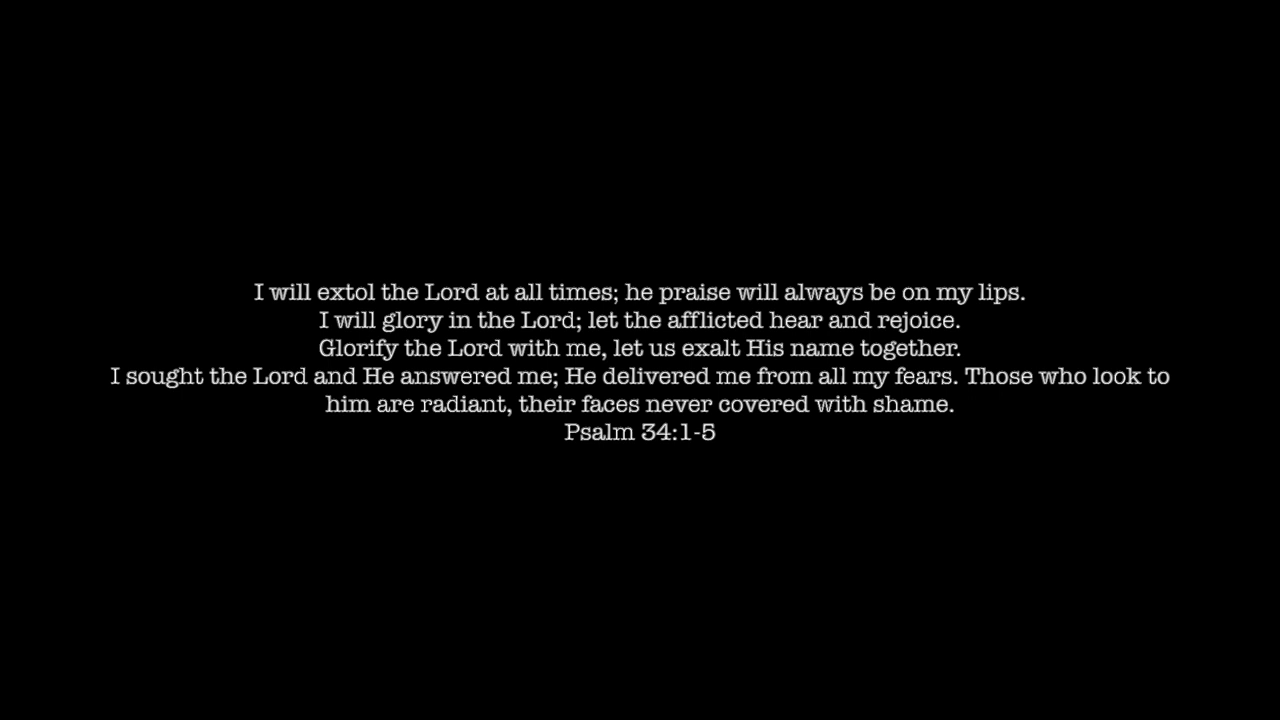 I will extol the Lord at all times; he praise will always be on my lips.
I will glory in the Lord; let the afflicted hear and rejoice.
Glorify the Lord with me, let us exalt His name together.
I sought the Lord and He answered me; He delivered me from all my fears. Those who look to
him are radiant, their faces never covered with shame.
Psalm 34:1-5